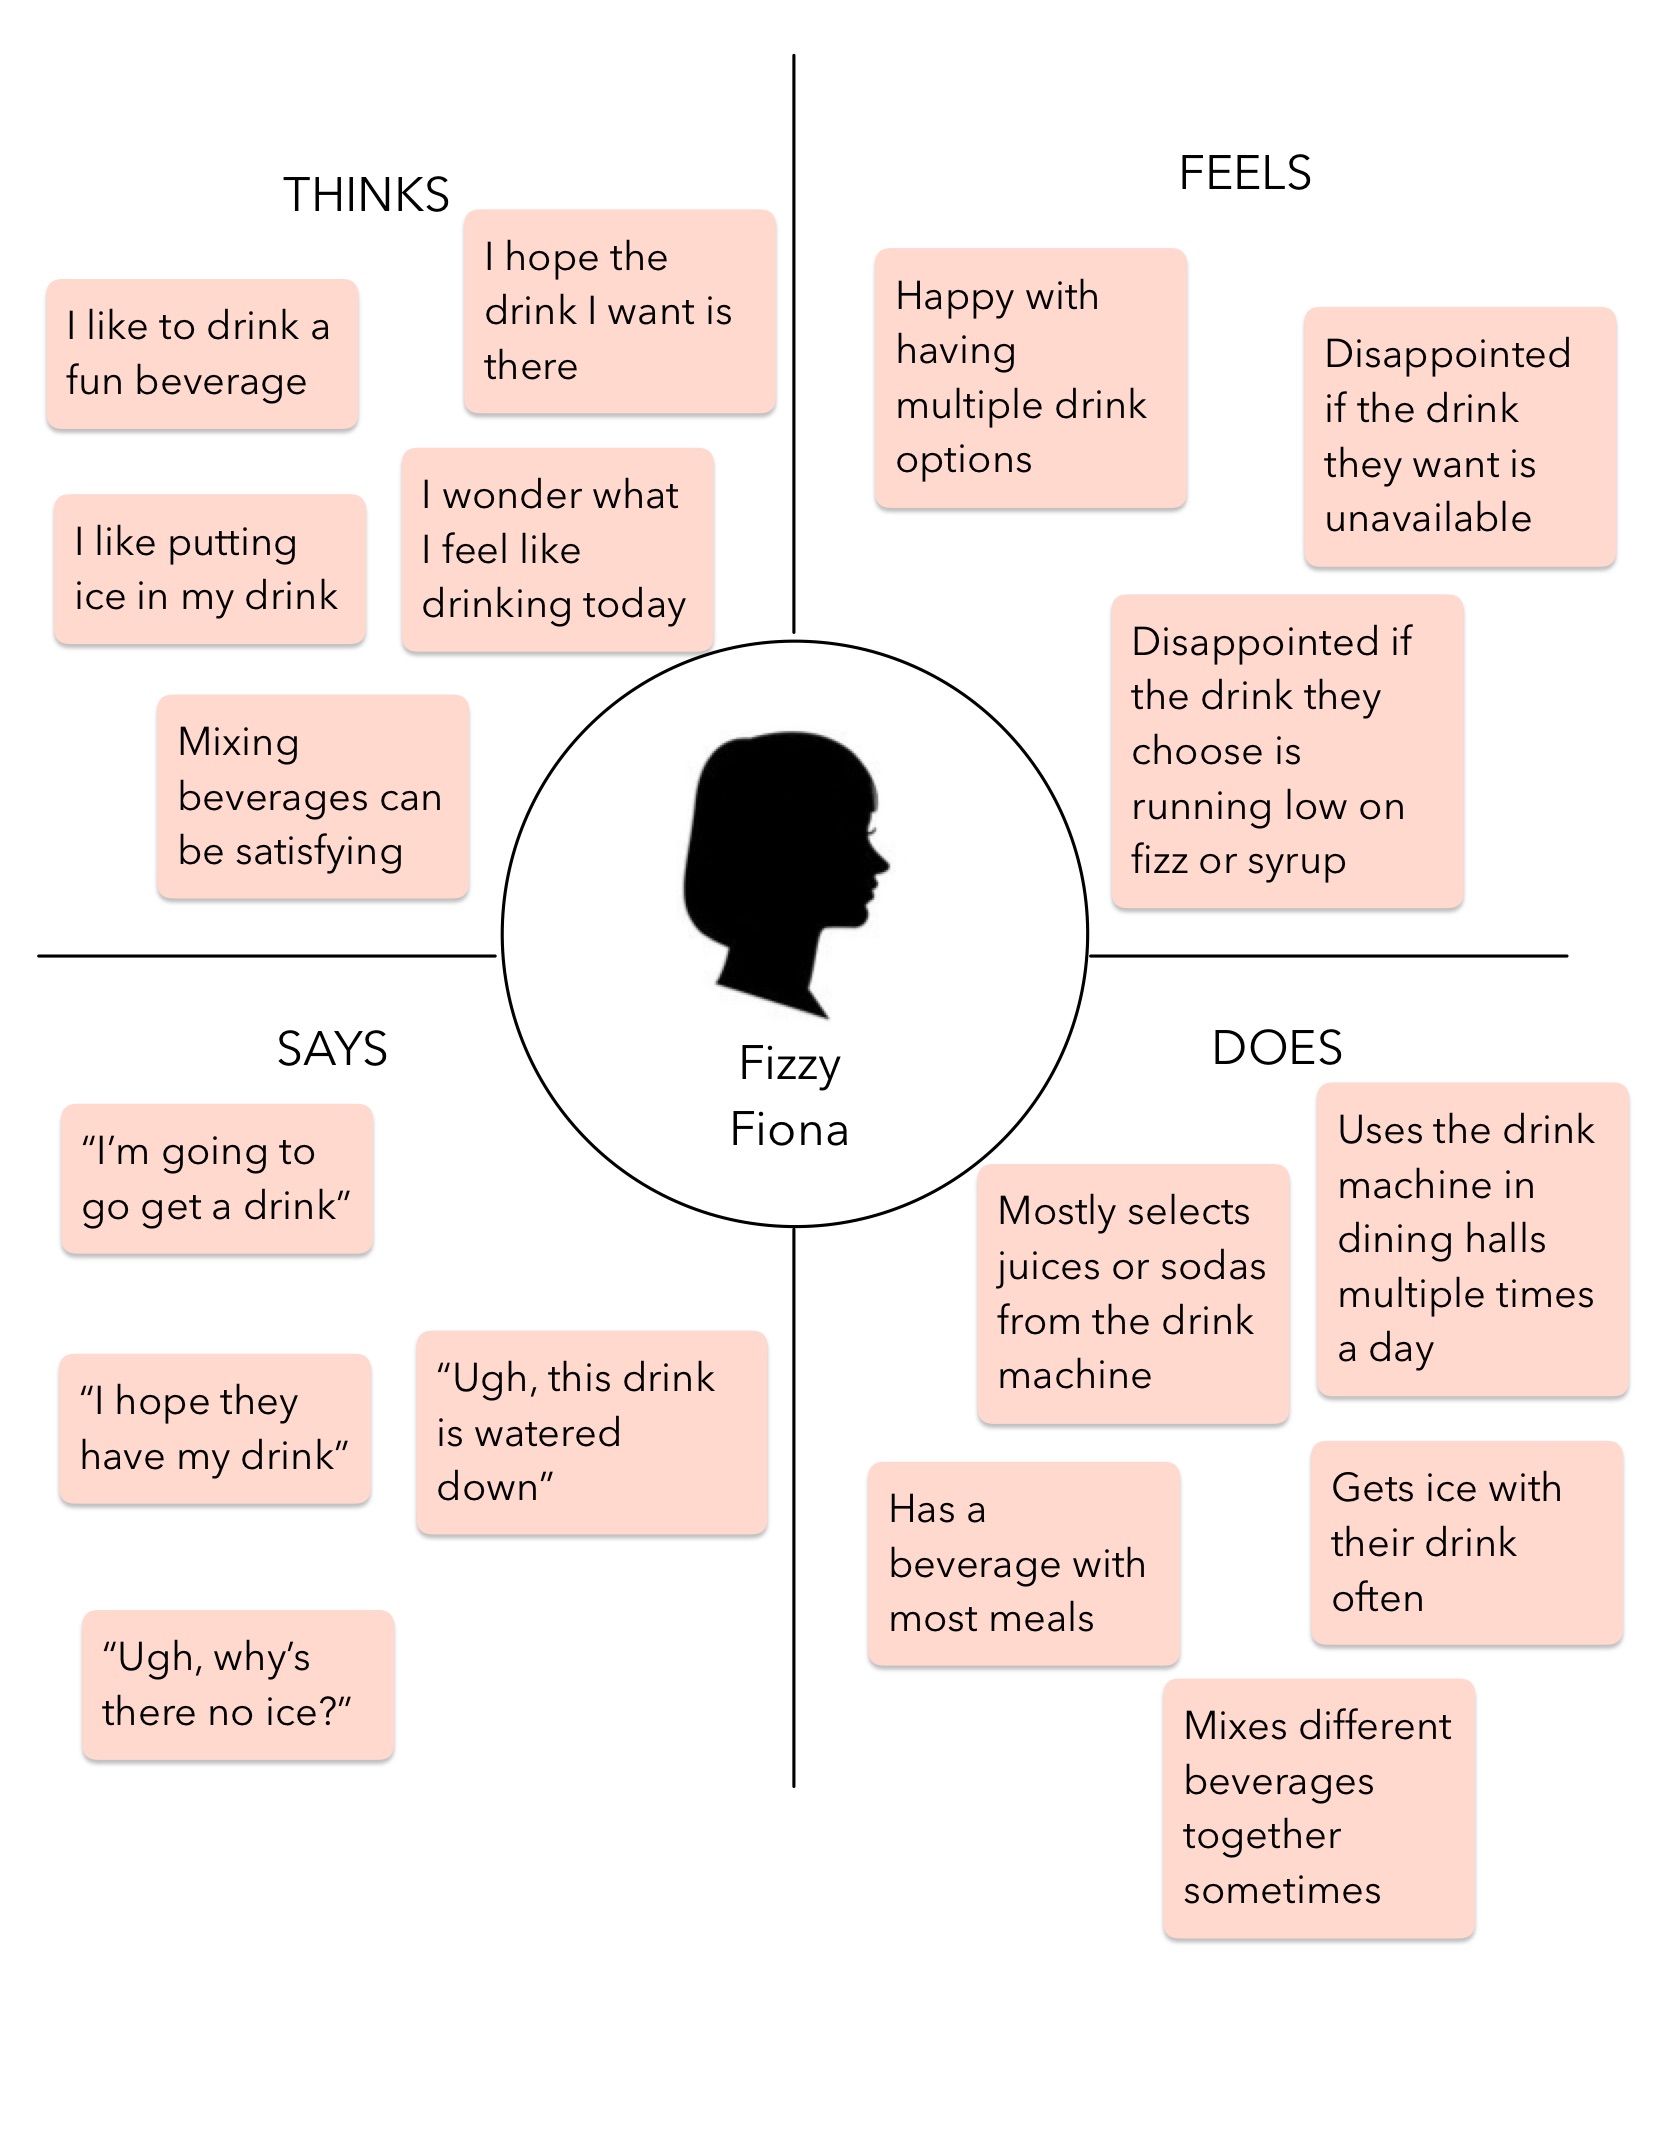 THINKS
I like to drink a
fun beverage
I hope the
drink I want is
there
I like putting
ice in my drink
I wonder what
I feel like
drinking today
Mixing
beverages can
be satisfying
FEELS
Happy with
having
multiple drink
options
Disappointed
if the drink
they want is
unavailable
Disappointed if
the drink they
choose is
running low on
fizz or syrup
Fizzy
Fiona
SAYS
“I’m going to
go get a drink”
“I hope they
have my drink”
“Ugh, this drink
is watered
down”
“Ugh, why’s
there no ice?”
DOES
Mostly selects
juices or sodas
from the drink
machine
Uses the drink
machine in
dining halls
multiple times
a day
Has a
beverage with
most meals
Gets ice with
their drink
often
Mixes different
beverages
together
sometimes